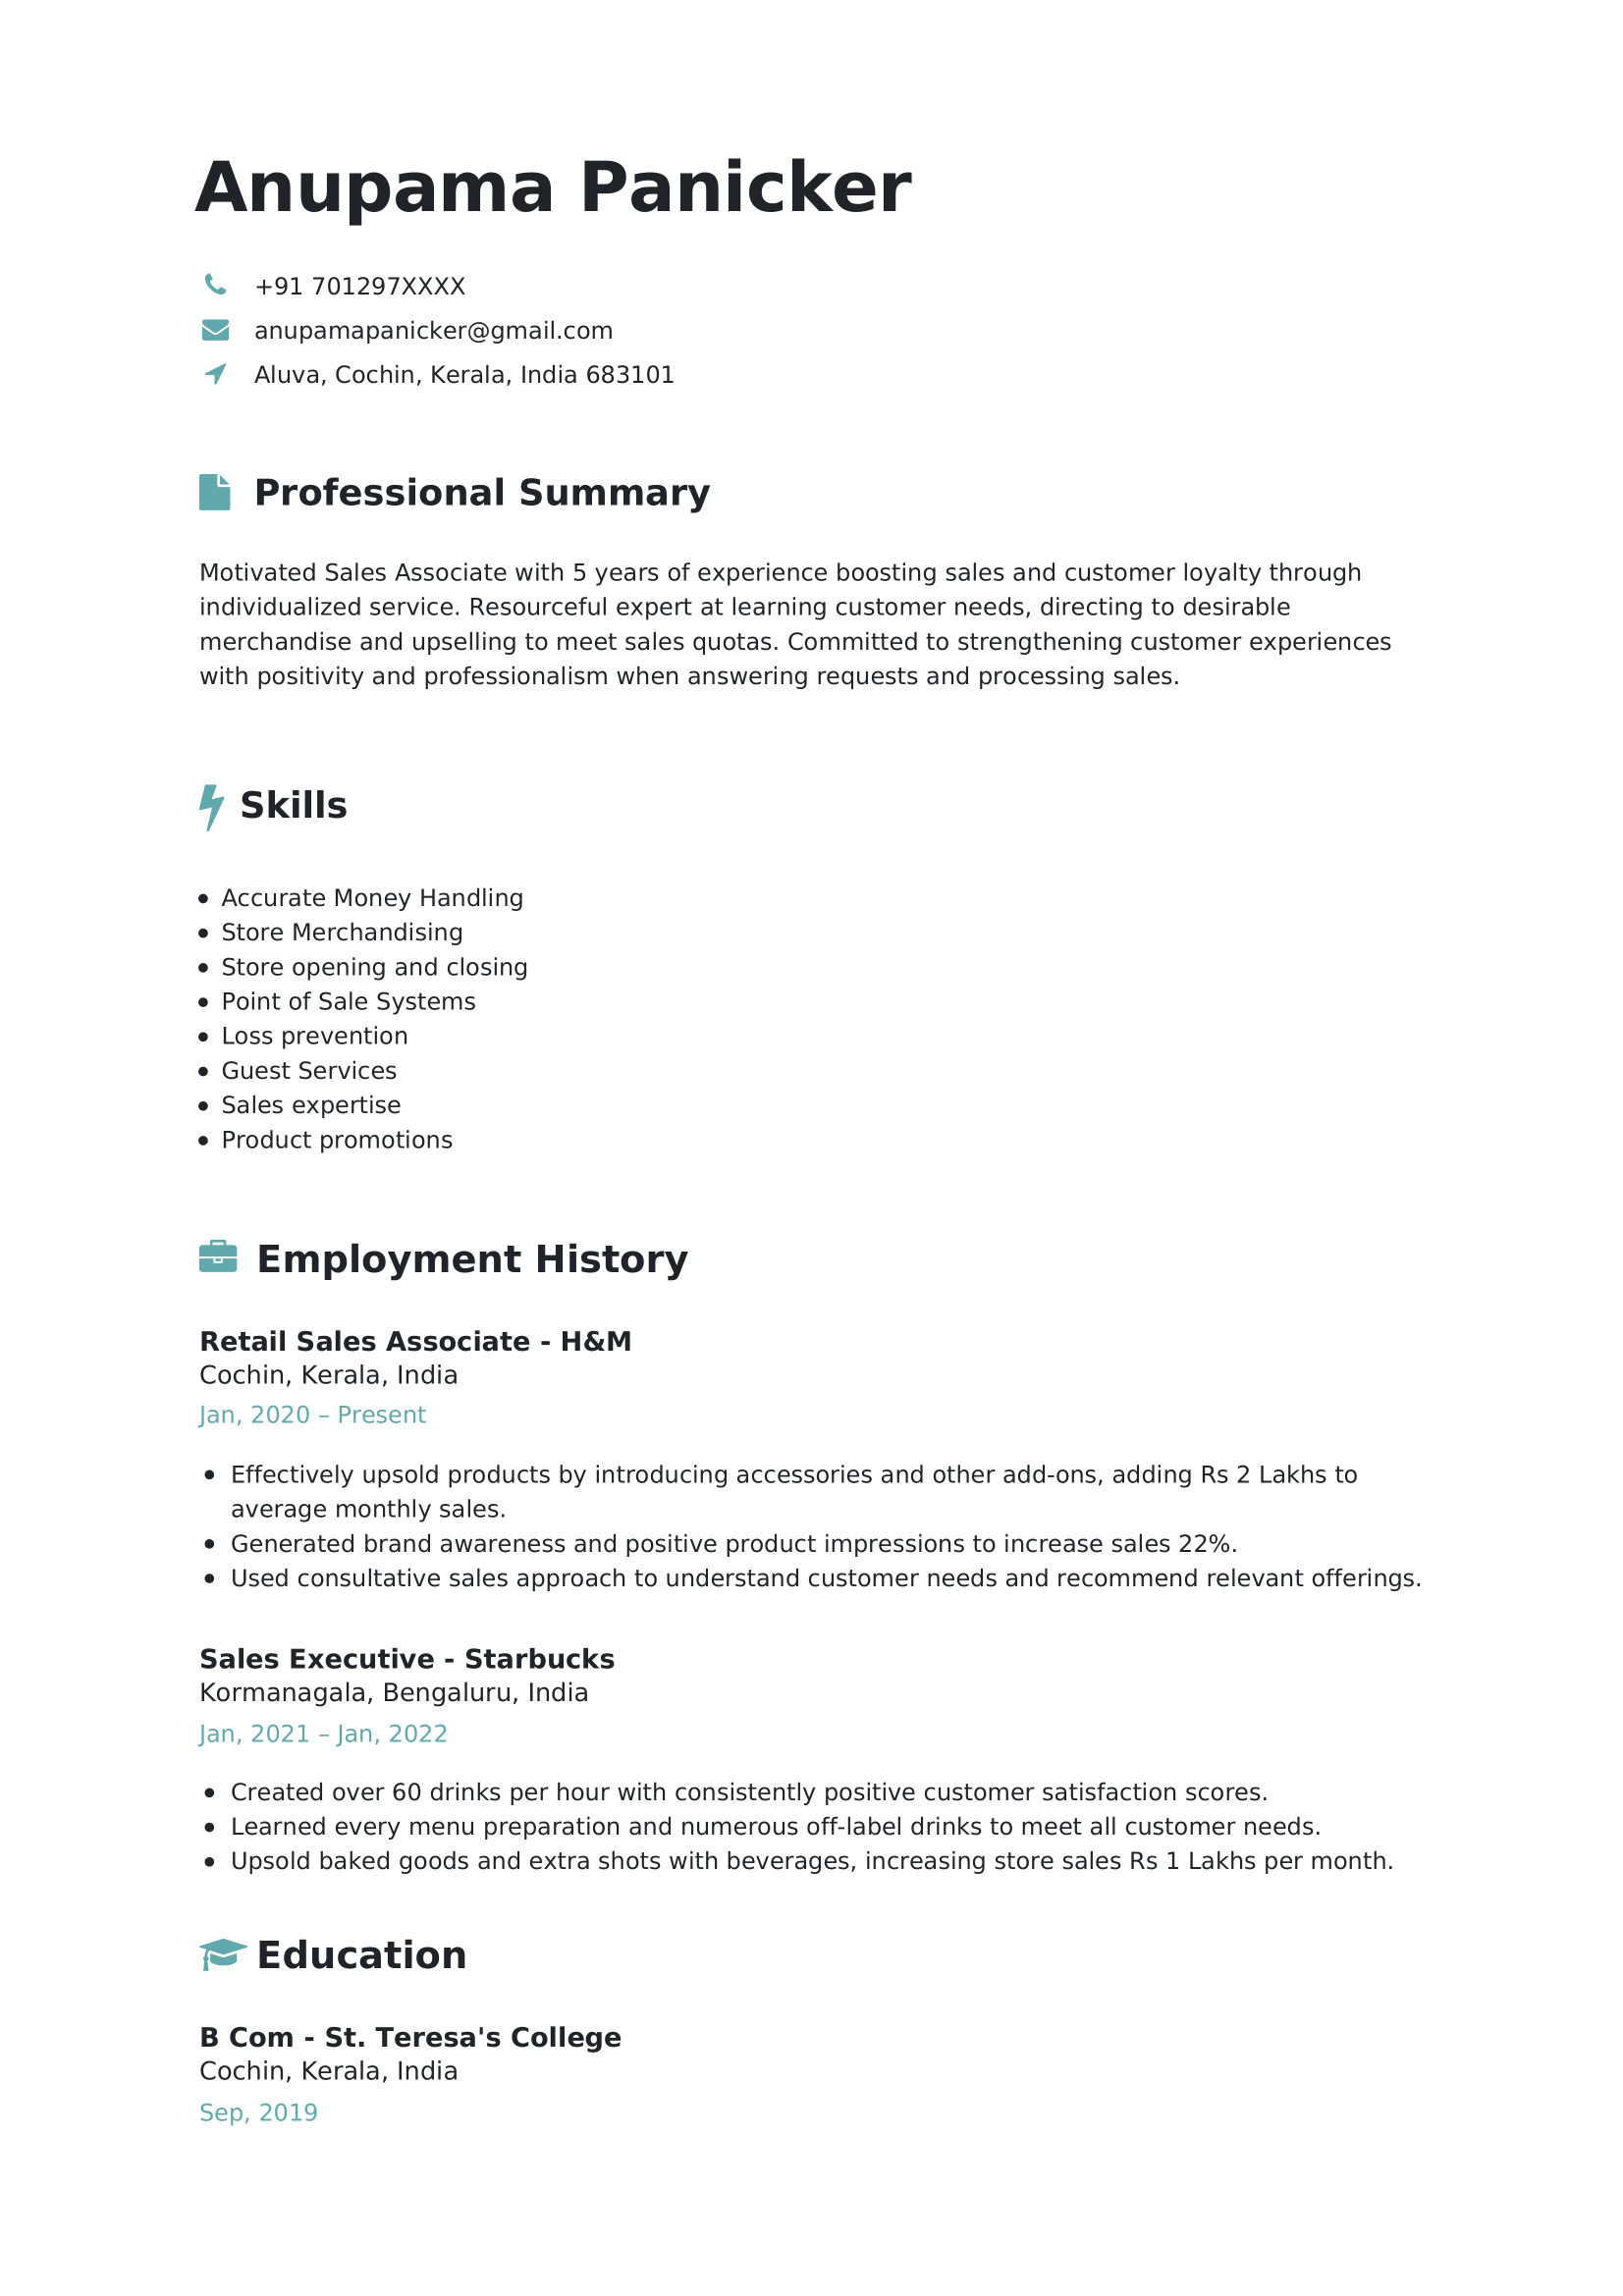 Anupama Panicker
+91 701297XXXX
anupamapanicker@gmail.com
Aluva, Cochin, Kerala, India 683101
Professional Summary
Motivated Sales Associate with 5 years of experience boosting sales and customer loyalty through
individualized service. Resourceful expert at learning customer needs, directing to desirable
merchandise and upselling to meet sales quotas. Committed to strengthening customer experiences
with positivity and professionalism when answering requests and processing sales.
Skills
• Accurate Money Handling
• Store Merchandising
• Store opening and closing
• Point of Sale Systems
• Loss prevention
• Guest Services
• Sales expertise
• Product promotions
Employment History
Retail Sales Associate - H&M
Cochin, Kerala, India
Jan, 2020 – Present
• Effectively upsold products by introducing accessories and other add-ons, adding Rs 2 Lakhs to
average monthly sales.
• Generated brand awareness and positive product impressions to increase sales 22%.
• Used consultative sales approach to understand customer needs and recommend relevant offerings.
Sales Executive - Starbucks
Kormanagala, Bengaluru, India
Jan, 2021 – Jan, 2022
• Created over 60 drinks per hour with consistently positive customer satisfaction scores.
• Learned every menu preparation and numerous off-label drinks to meet all customer needs.
• Upsold baked goods and extra shots with beverages, increasing store sales Rs 1 Lakhs per month.
Education
B Com - St. Teresa's College
Cochin, Kerala, India
Sep, 2019